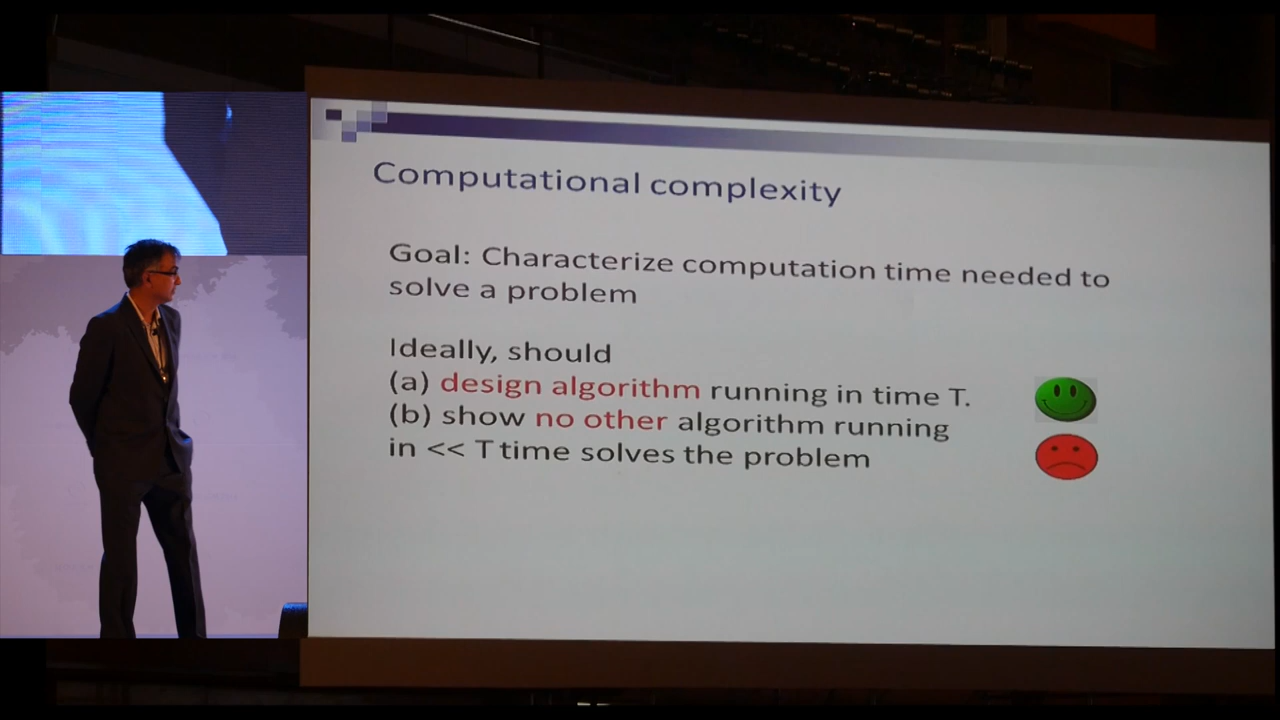 Computational complexity
Goal: Characterize computation time needed to
solve a problem
Ideally, should
(a) design algorithm running in time T.
(b) show no other algorithm running
in << T time solves the problem